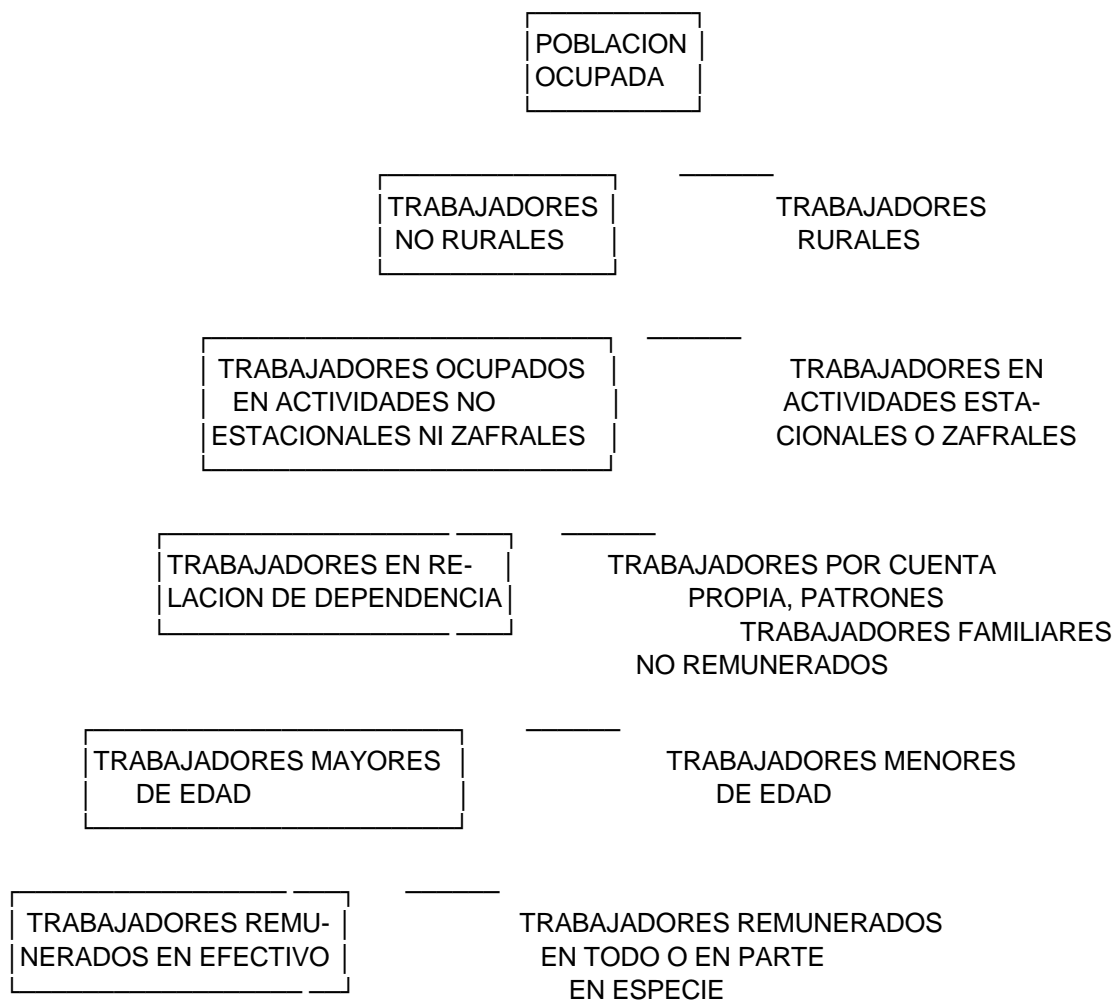 POBLACION
OCUPADA
TRABAJADORES
NO RURALES
TRABAJADORES
RURALES
TRABAJADORES OCUPADOS
EN ACTIVIDADES NO
ESTACIONALES NI ZAFRALES
TRABAJADORES EN
ACTIVIDADES ESTA-
CIONALES O ZAFRALES
TRABAJADORES EN RE-
LACION DE DEPENDENCIA
TRABAJADORES POR CUENTA
PROPIA, PATRONES
TRABAJADORES FAMILIARES
NO REMUNERADOS
TRABAJADORES MAYORES
DE EDAD
TRABAJADORES MENORES
DE EDAD
TRABAJADORES REMU-
NERADOS EN EFECTIVO
TRABAJADORES REMUNERADOS
EN TODO O EN PARTE
EN ESPECIE